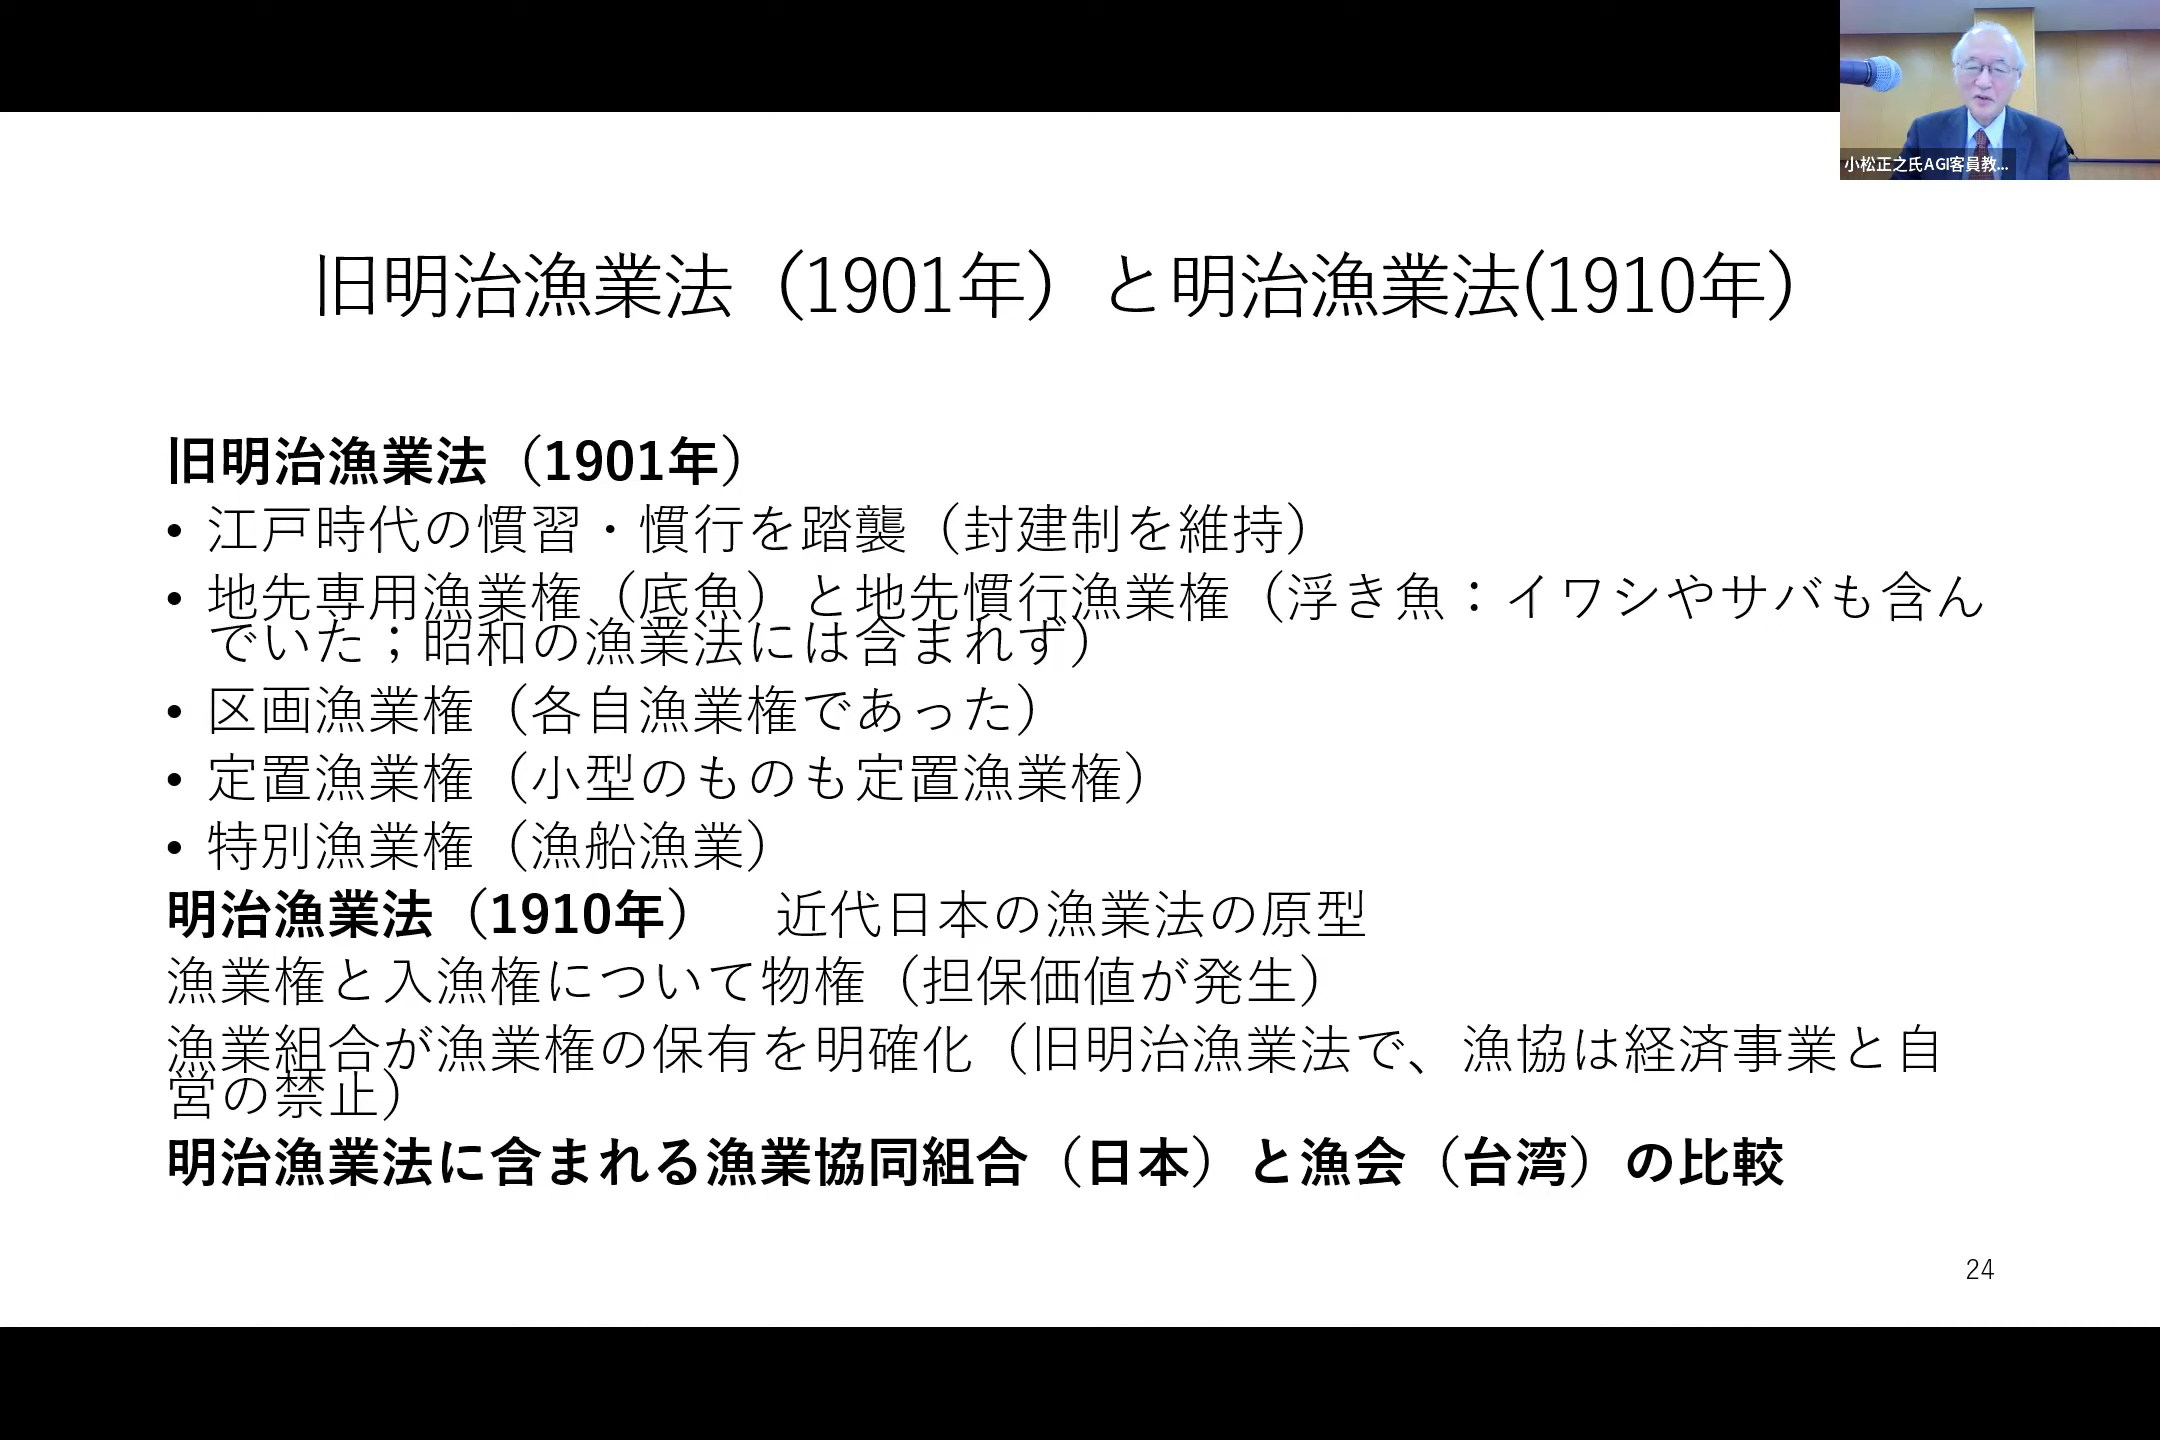 小松正之氏AGI客員教...
旧明治漁業法（1901年）と明治漁業法(1910年）
旧明治漁業法（1901年）
• 江戸時代の慣習・慣行を踏襲（封建制を維持）
• 地先専用漁業権（底魚）と地先慣行漁業権（浮き魚：イワシやサバも含ん
でいた；昭和の漁業法には含まれず）
• 区画漁業権（各自漁業権であった）
• 定置漁業権（小型のものも定置漁業権）
• 特別漁業権（漁船漁業）
明治漁業法（1910年）　近代日本の漁業法の原型
漁業権と入漁権について物権（担保価値が発生）
漁業組合が漁業権の保有を明確化（旧明治漁業法で、漁協は経済事業と自
営の禁止）
明治漁業法に含まれる漁業協同組合（日本）と漁会（台湾）の比較
24